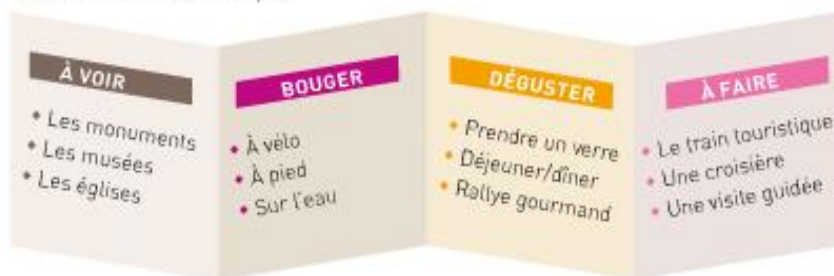 À VOIR
• Les monuments
• Les musées
• Les églises
BOUGER
• À vélo
• À pied
• Sur l'eau
DÉGUSTER
• Prendre un verre
• Déjeuner/dîner
• Rallye gourmand
À FAIRE
• Le train touristique
• Une croisière
• Une visite guidée